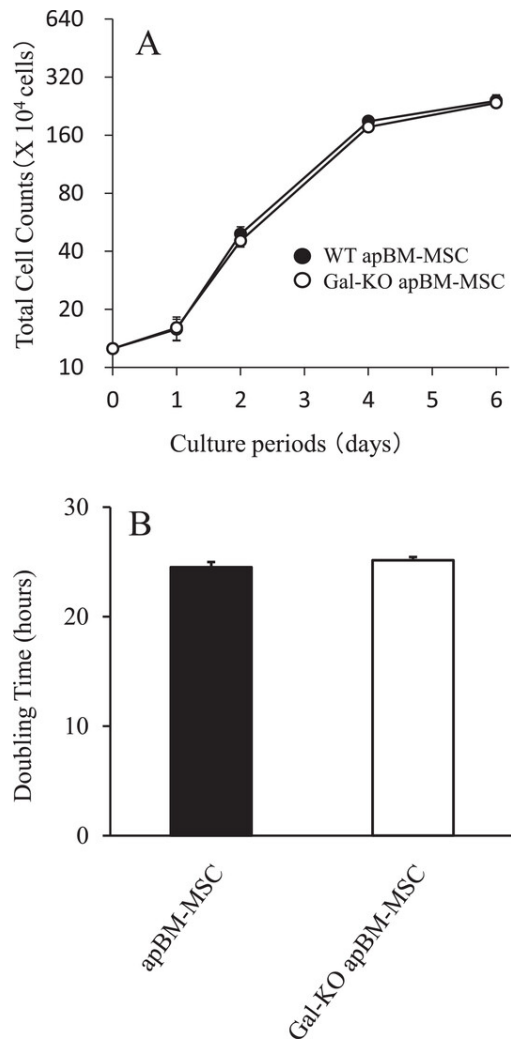 A
Total Cell Counts(X 10⁴ cells)
640
320
160
80
40
20
10
WT apBM-MSC
Gal-KO apBM-MSC
0 1 2 3 4 5 6
Culture periods (days)
B
Doubling Time (hours)
30
20
10
0
apBM-MSC
Gal-KO apBM-MSC